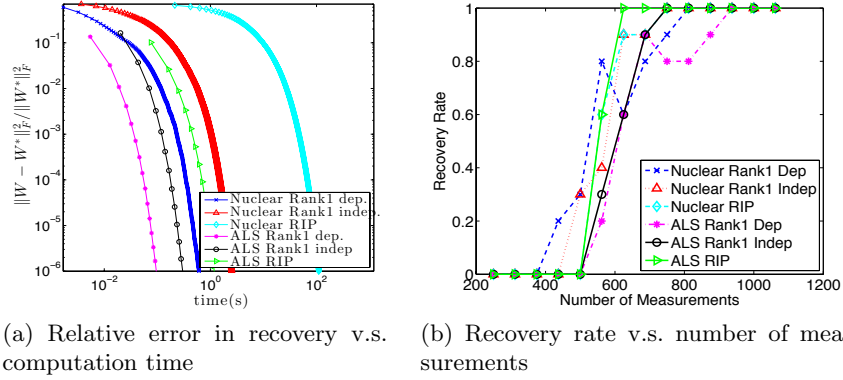 10⁻¹
10⁻²
10⁻³
10⁻⁴
10⁻⁵
10⁻⁶
||W − W*||²_F/||W*||²_F
Nuclear Rank1 dep.
Nuclear Rank1 indep.
Nuclear RIP
ALS Rank1 dep.
ALS Rank1 indep
ALS RIP
10⁻² 10⁰ 10²
time(s)
(a) Relative error in recovery v.s.
computation time
1
0.8
0.6
0.4
0.2
0
Recovery Rate
Nuclear Rank1 Dep
Nuclear Rank1 Indep
Nuclear RIP
ALS Rank1 Dep
ALS Rank1 Indep
ALS RIP
200 400 600 800 1000 1200
Number of Measurements
(b) Recovery rate v.s. number of mea
surements